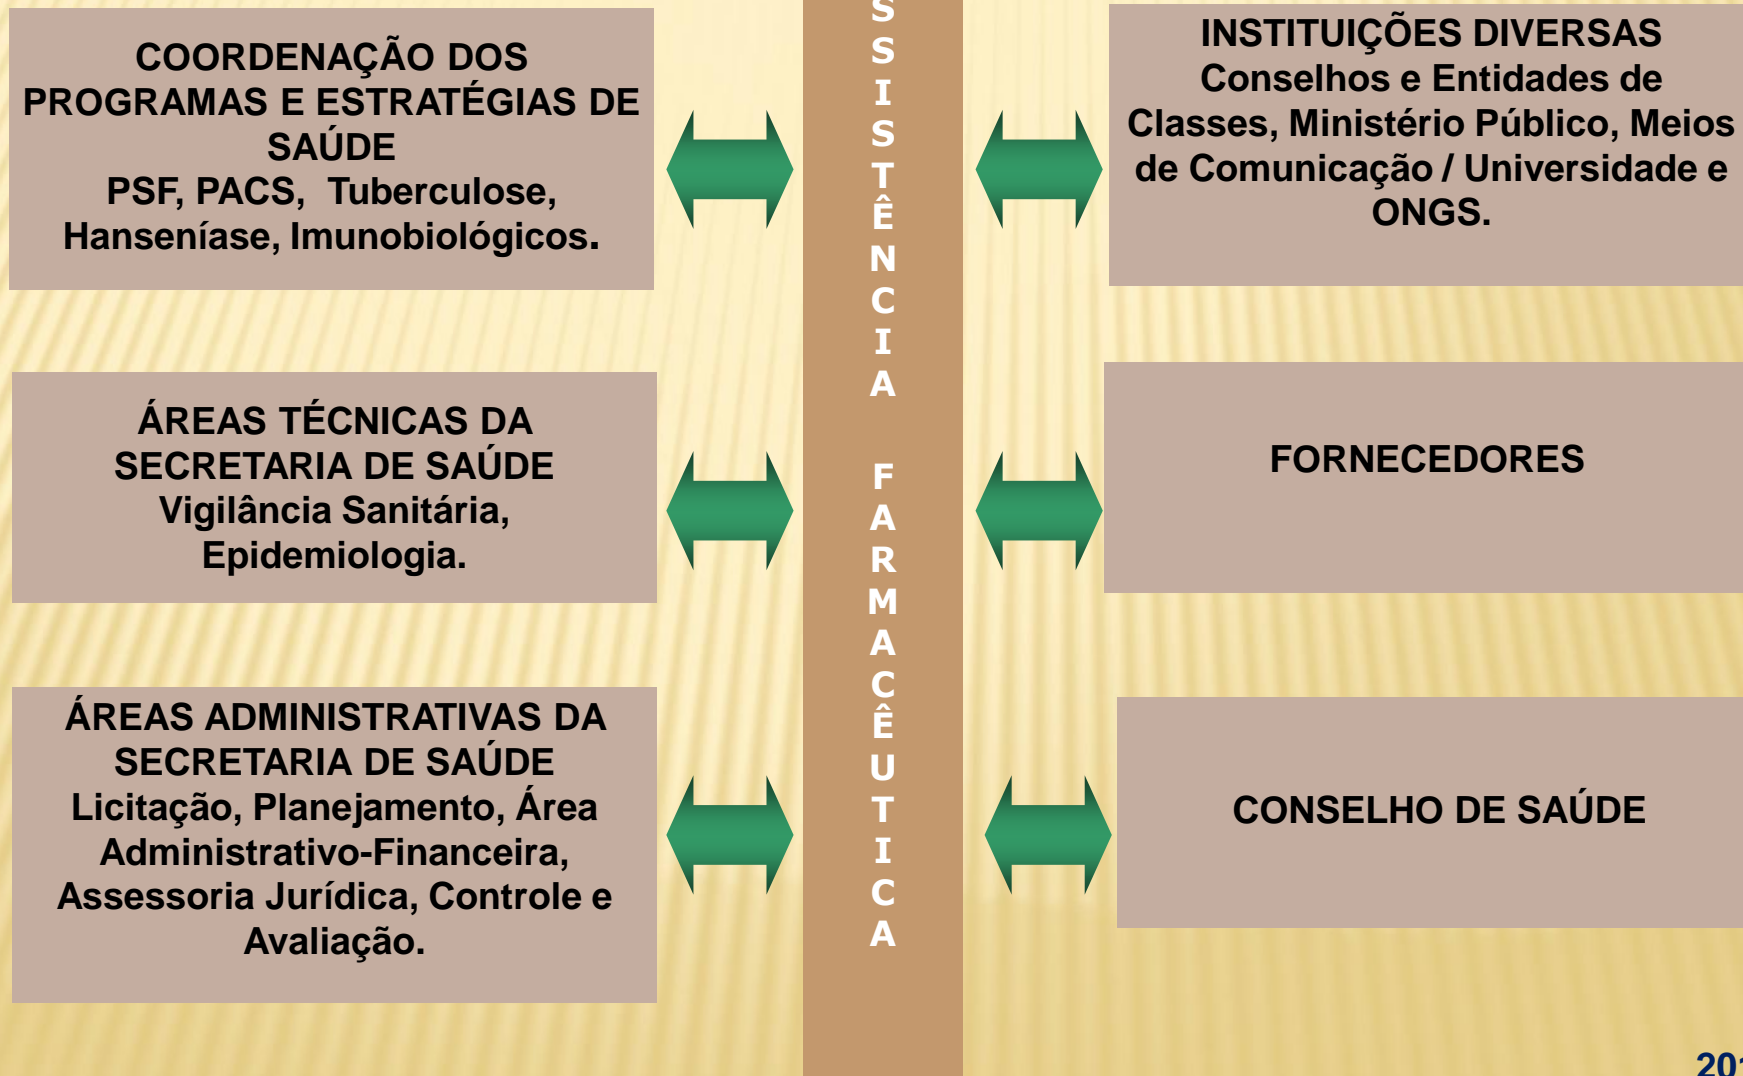 COORDENAÇÃO DOS
PROGRAMAS E ESTRATÉGIAS DE
SAÚDE
PSF, PACS, Tuberculose,
Hanseníase, Imunobiológicos.
ÁREAS TÉCNICAS DA
SECRETARIA DE SAÚDE
Vigilância Sanitária,
Epidemiologia.
ÁREAS ADMINISTRATIVAS DA
SECRETARIA DE SAÚDE
Licitação, Planejamento, Área
Administrativo-Financeira,
Assessoria Jurídica, Controle e
Avaliação.
S
S
I
S
T
Ê
N
C
I
A
F
A
R
M
A
C
Ê
U
T
I
C
A
INSTITUIÇÕES DIVERSAS
Conselhos e Entidades de
Classes, Ministério Público, Meios
de Comunicação / Universidade e
ONGS.
FORNECEDORES
CONSELHO DE SAÚDE